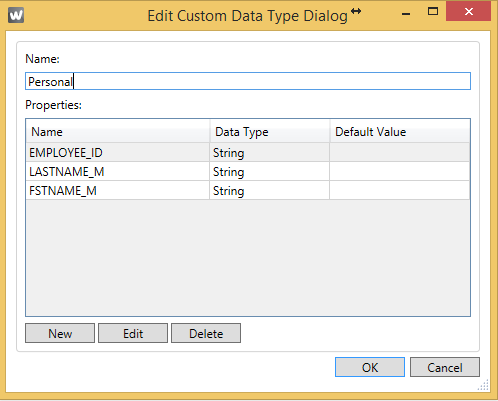 W Edit Custom Data Type Dialog
Name:
Personal
Properties:
Name Data Type Default Value
EMPLOYEE_ID String
LASTNAME_M String
FSTNAME_M String
New Edit Delete
OK Cancel